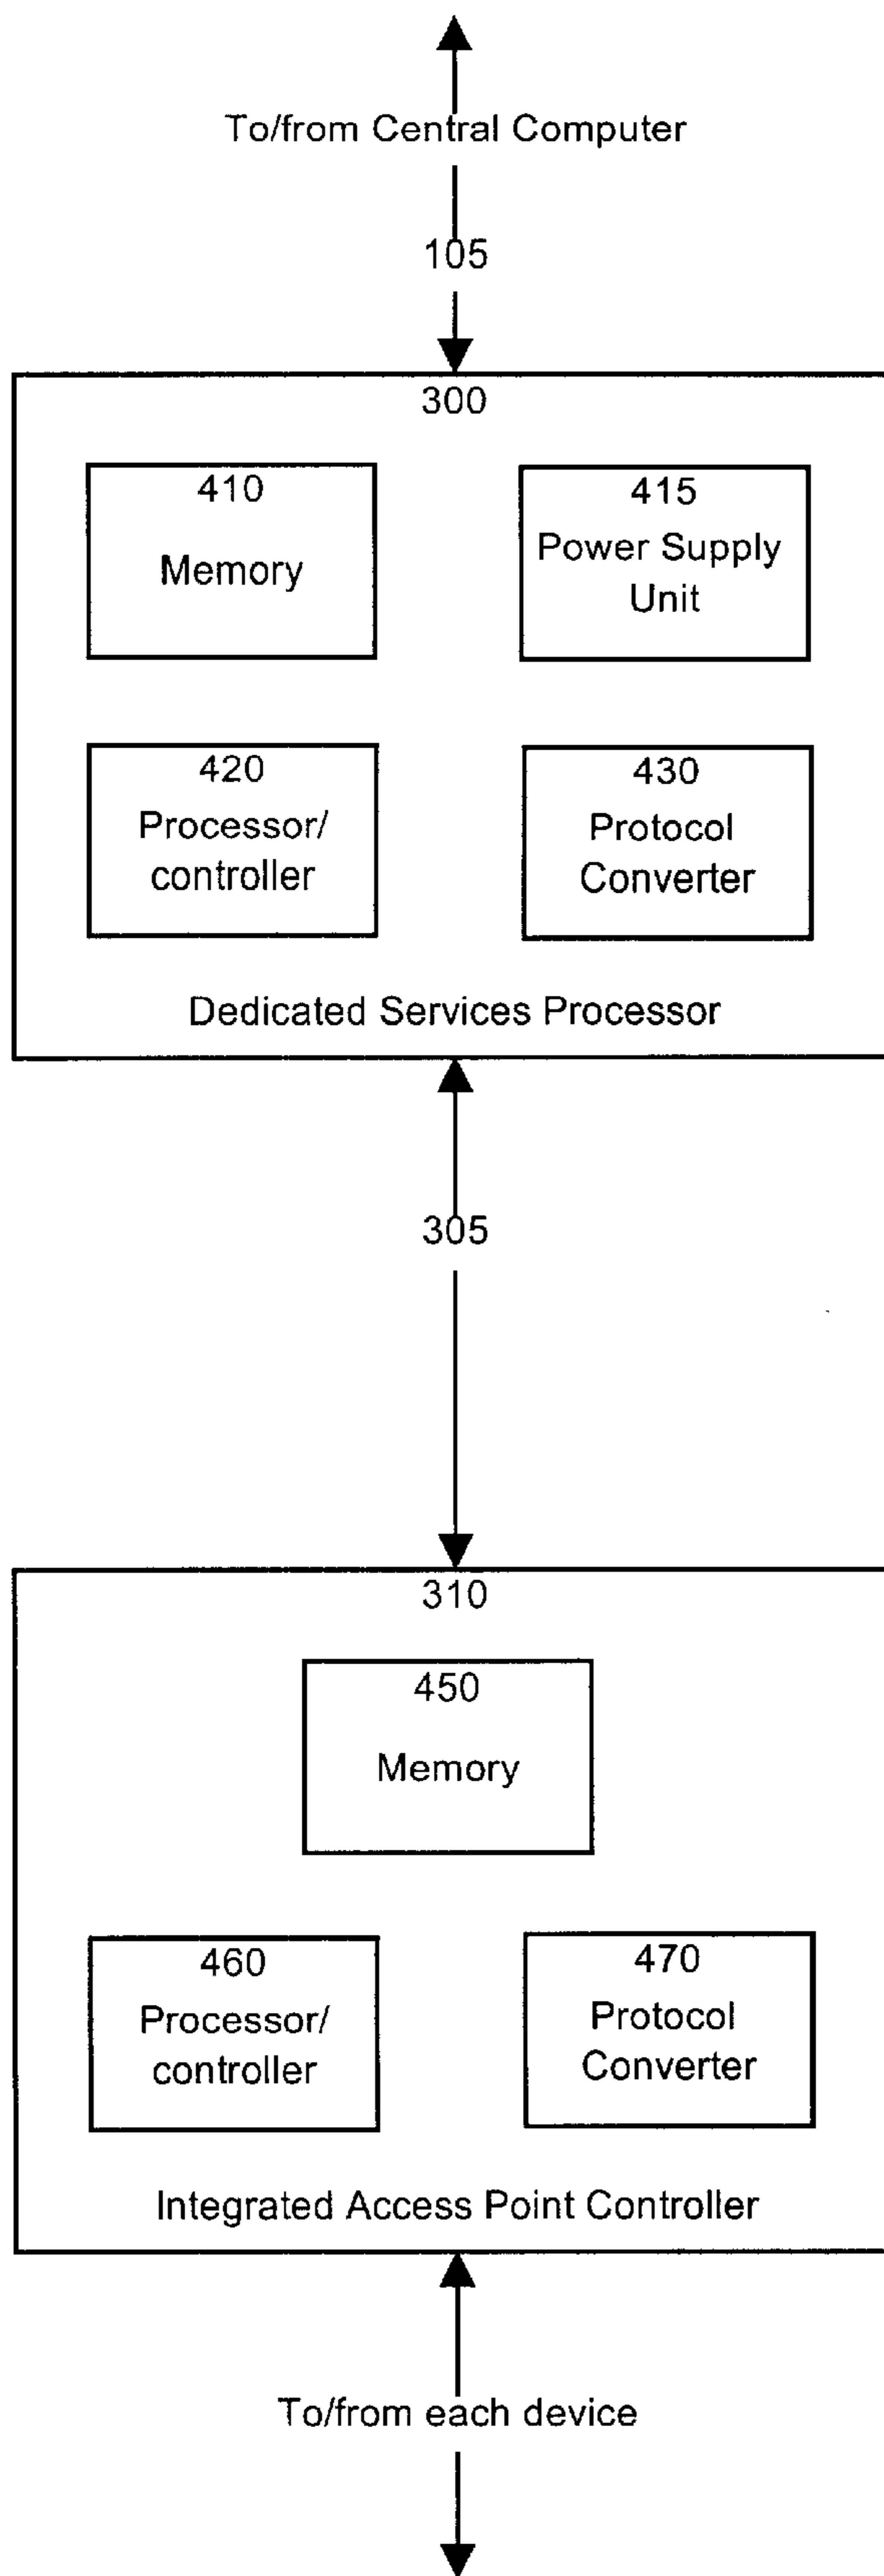 To/from Central Computer
105
300
410
Memory
415
Power Supply
Unit
420
Processor/
controller
430
Protocol
Converter
Dedicated Services Processor
305
310
450
Memory
460
Processor/
controller
470
Protocol
Converter
Integrated Access Point Controller
To/from each device